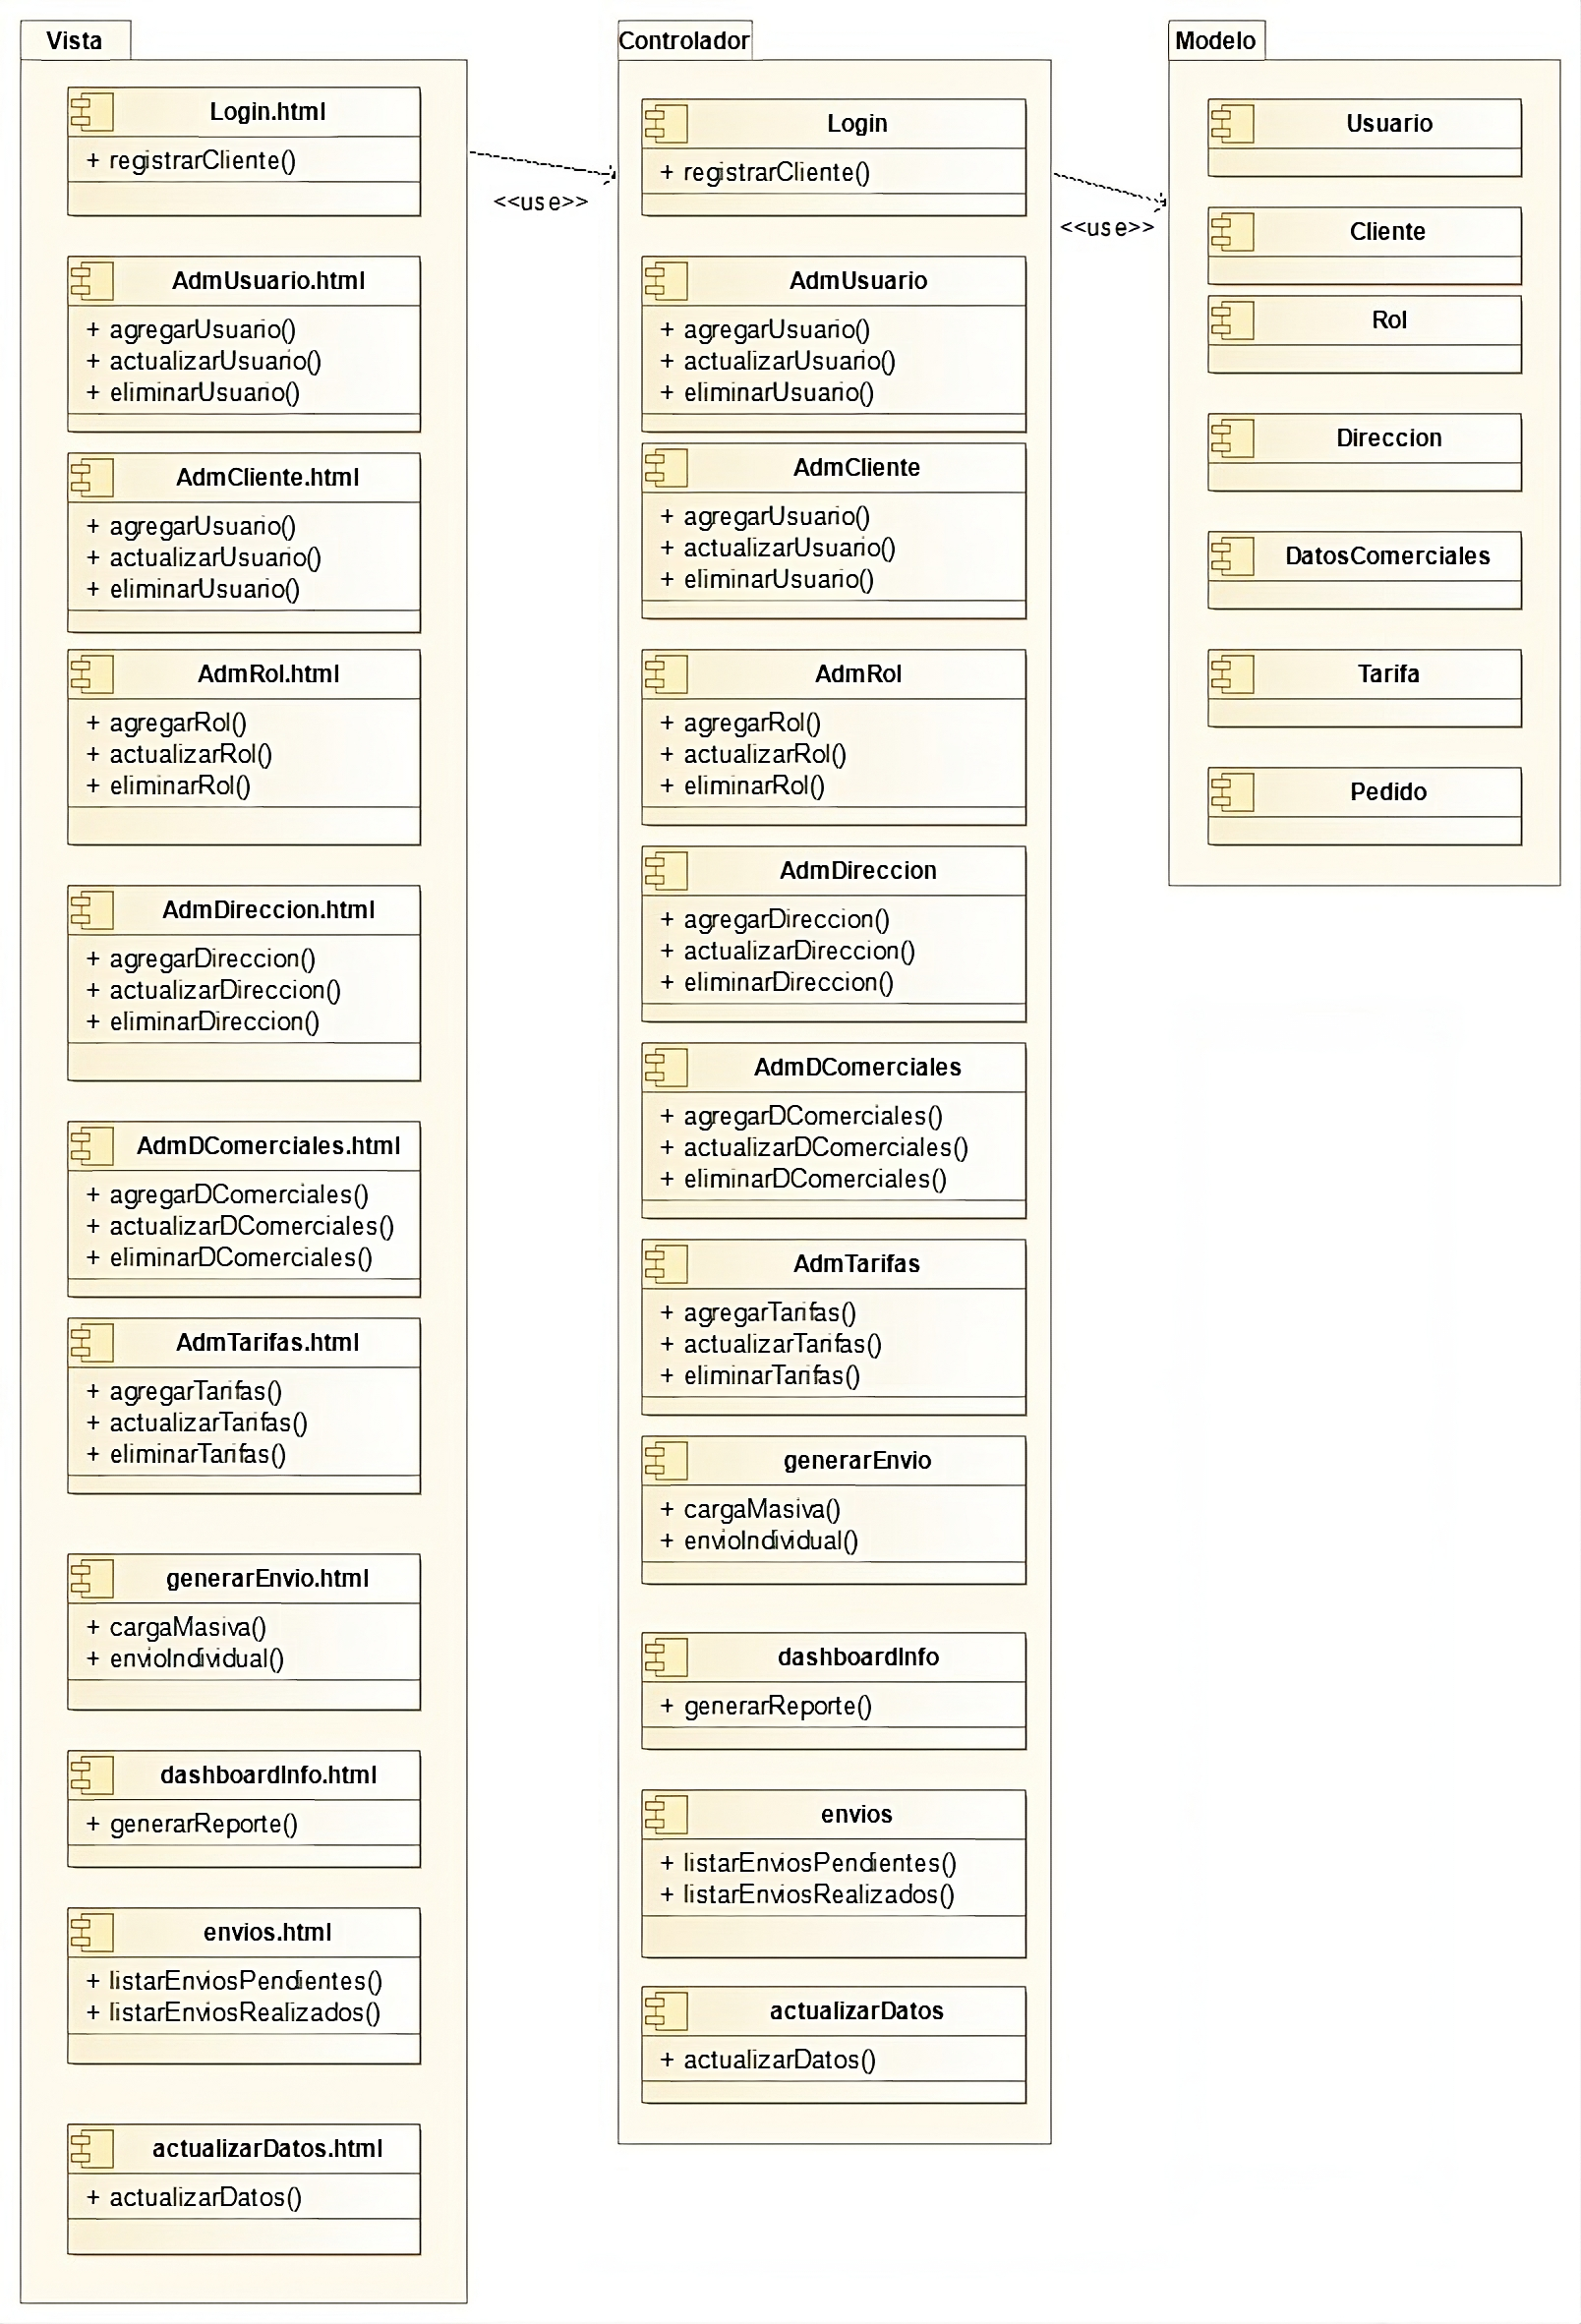 Vista
Login.html
+ registrarCliente()
AdmUsuario.html
+ agregarUsuario()
+ actualizarUsuario()
+ eliminarUsuario()
AdmCliente.html
+ agregarUsuario()
+ actualizarUsuario()
+ eliminarUsuario()
AdmRol.html
+ agregarRol()
+ actualizarRol()
+ eliminarRol()
AdmDireccion.html
+ agregarDireccion()
+ actualizarDireccion()
+ eliminarDireccion()
AdmDComerciales.html
+ agregarDComerciales()
+ actualizarDComerciales()
+ eliminarDComerciales()
AdmTarifas.html
+ agregarTarifas()
+ actualizarTarifas()
+ eliminarTarifas()
generarEnvio.html
+ cargaMasiva()
+ envioIndividual()
dashboardInfo.html
+ generarReporte()
envios.html
+ listarEnviosPendientes()
+ listarEnviosRealizados()
actualizarDatos.html
+ actualizarDatos()
<<use>>
Controlador
Login
+ registrarCliente()
AdmUsuario
+ agregarUsuario()
+ actualizarUsuario()
+ eliminarUsuario()
AdmCliente
+ agregarUsuario()
+ actualizarUsuario()
+ eliminarUsuario()
AdmRol
+ agregarRol()
+ actualizarRol()
+ eliminarRol()
AdmDireccion
+ agregarDireccion()
+ actualizarDireccion()
+ eliminarDireccion()
AdmDComerciales
+ agregarDComerciales()
+ actualizarDComerciales()
+ eliminarDComerciales()
AdmTarifas
+ agregarTarifas()
+ actualizarTarifas()
+ eliminarTarifas()
generarEnvio
+ cargaMasiva()
+ envioIndividual()
dashboardInfo
+ generarReporte()
envios
+ listarEnviosPendientes()
+ listarEnviosRealizados()
actualizarDatos
+ actualizarDatos()
<<use>>
Modelo
Usuario
Cliente
Rol
Direccion
DatosComerciales
Tarifa
Pedido